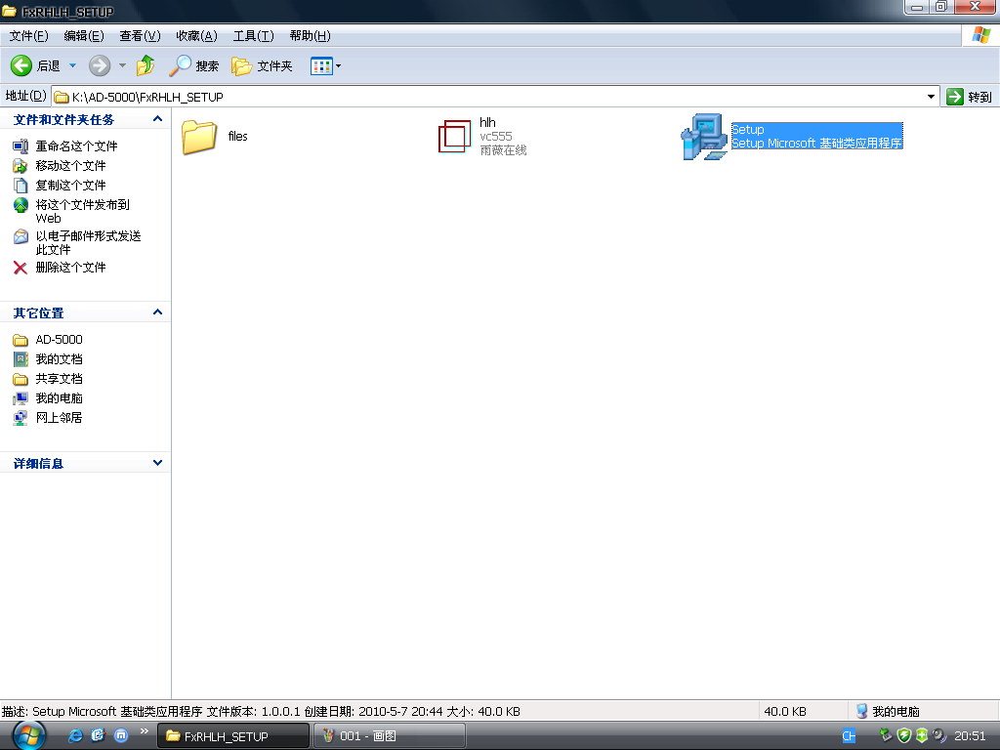 FxRHLH_SETUP
文件(F) 编辑(E) 查看(V) 收藏(A) 工具(T) 帮助(H)
后退 搜索 文件夹
地址(D) K:\AD-5000\FxRHLH_SETUP 转到
文件和文件夹任务
重命名这个文件
移动这个文件
复制这个文件
将这个文件发布到
Web
以电子邮件形式发送
此文件
删除这个文件
其它位置
AD-5000
我的文档
共享文档
我的电脑
网上邻居
详细信息
files
hlh
vc555
雨薇在线
Setup
Setup Microsoft 基础类应用程序
描述: Setup Microsoft 基础类应用程序 文件版本: 1.0.0.1 创建日期: 2010-5-7 20:44 大小: 40.0 KB 40.0 KB 我的电脑
FxRHLH_SETUP 001 - 画图 CH 20:51